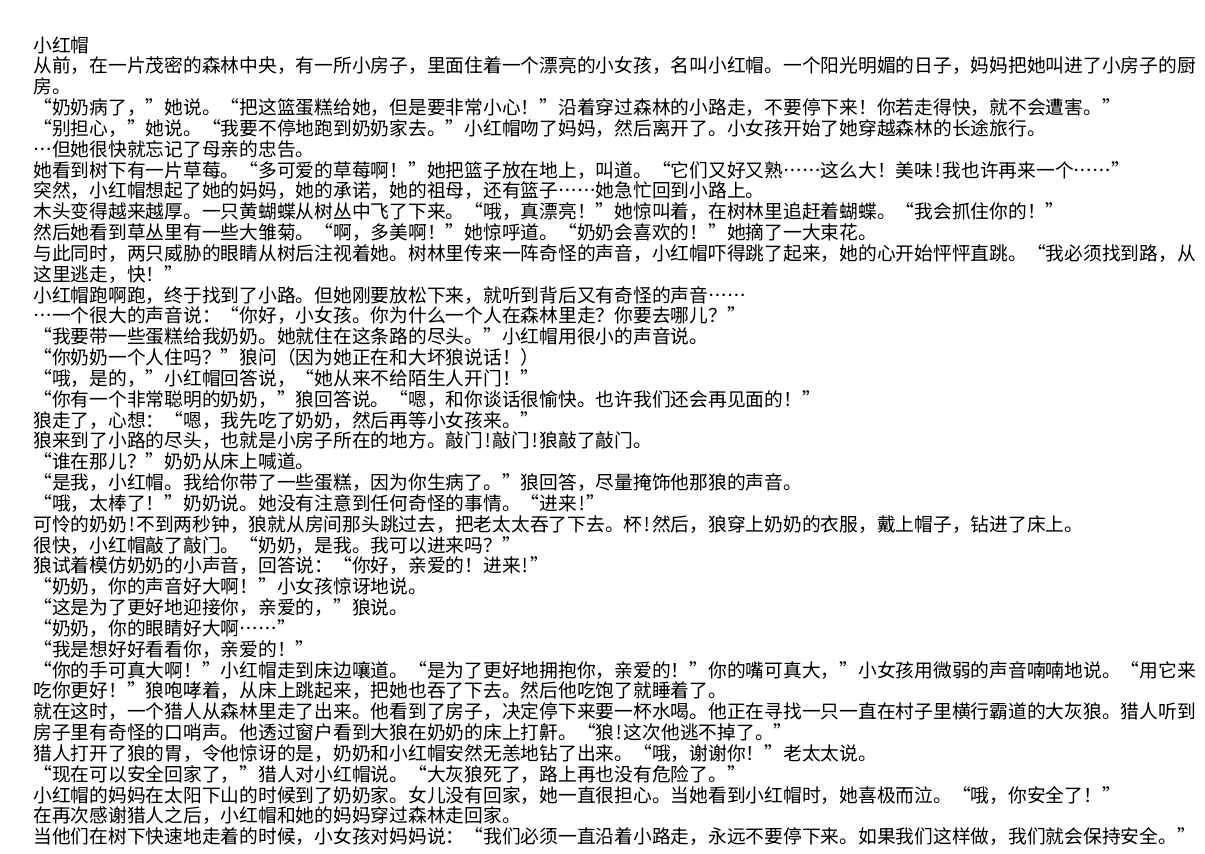 小红帽
从前，在一片茂密的森林中央，有一所小房子，里面住着一个漂亮的小女孩，名叫小红帽。一个阳光明媚的日子，妈妈把她叫进了小房子的厨
房。
“奶奶病了，”她说。“把这篮蛋糕给她，但是要非常小心！”沿着穿过森林的小路走，不要停下来！你若走得快，就不会遭害。”
“别担心，”她说。“我要不停地跑到奶奶家去。”小红帽吻了妈妈，然后离开了。小女孩开始了她穿越森林的长途旅行。
…但她很快就忘记了母亲的忠告。
她看到树下有一片草莓。“多可爱的草莓啊！”她把篮子放在地上，叫道。“它们又好又熟……这么大！美味!我也许再来一个……”
突然，小红帽想起了她的妈妈，她的承诺，她的祖母，还有篮子……她急忙回到小路上。
木头变得越来越厚。一只黄蝴蝶从树丛中飞了下来。“哦，真漂亮！”她惊叫着，在树林里追赶着蝴蝶。“我会抓住你的！”
然后她看到草丛里有一些大雏菊。“啊，多美啊！”她惊呼道。“奶奶会喜欢的！”她摘了一大束花。
与此同时，两只威胁的眼睛从树后注视着她。树林里传来一阵奇怪的声音，小红帽吓得跳了起来，她的心开始怦怦直跳。“我必须找到路，从
这里逃走，快！”
小红帽跑啊跑，终于找到了小路。但她刚要放松下来，就听到背后又有奇怪的声音……
…一个很大的声音说：“你好，小女孩。你为什么一个人在森林里走？你要去哪儿？”
“我要带一些蛋糕给我奶奶。她就住在这条路的尽头。”小红帽用很小的声音说。
“你奶奶一个人住吗？”狼问（因为她正在和大坏狼说话！）
“哦，是的，”小红帽回答说，“她从来不给陌生人开门！”
“你有一个非常聪明的奶奶，”狼回答说。“嗯，和你谈话很愉快。也许我们还会再见面的！”
狼走了，心想：“嗯，我先吃了奶奶，然后再等小女孩来。”
狼来到了小路的尽头，也就是小房子所在的地方。敲门!敲门!狼敲了敲门。
“谁在那儿？”奶奶从床上喊道。
“是我，小红帽。我给你带了一些蛋糕，因为你生病了。”狼回答，尽量掩饰他那狼的声音。
“哦，太棒了！”奶奶说。她没有注意到任何奇怪的事情。“进来!”
可怜的奶奶!不到两秒钟，狼就从房间那头跳过去，把老太太吞了下去。杯!然后，狼穿上奶奶的衣服，戴上帽子，钻进了床上。
很快，小红帽敲了敲门。“奶奶，是我。我可以进来吗？”
狼试着模仿奶奶的小声音，回答说：“你好，亲爱的！进来!”
“奶奶，你的声音好大啊！”小女孩惊讶地说。
“这是为了更好地迎接你，亲爱的，”狼说。
“奶奶，你的眼睛好大啊……”
“我是想好好看看你，亲爱的！”
“你的手可真大啊！”小红帽走到床边嚷道。“是为了更好地拥抱你，亲爱的！”你的嘴可真大，”小女孩用微弱的声音喃喃地说。“用它来
吃你更好！”狼咆哮着，从床上跳起来，把她也吞了下去。然后他吃饱了就睡着了。
就在这时，一个猎人从森林里走了出来。他看到了房子，决定停下来要一杯水喝。他正在寻找一只一直在村子里横行霸道的大灰狼。猎人听到
房子里有奇怪的口哨声。他透过窗户看到大狼在奶奶的床上打鼾。“狼!这次他逃不掉了。”
猎人打开了狼的胃，令他惊讶的是，奶奶和小红帽安然无恙地钻了出来。“哦，谢谢你！”老太太说。
“现在可以安全回家了，”猎人对小红帽说。“大灰狼死了，路上再也没有危险了。”
小红帽的妈妈在太阳下山的时候到了奶奶家。女儿没有回家，她一直很担心。当她看到小红帽时，她喜极而泣。“哦，你安全了！”
在再次感谢猎人之后，小红帽和她的妈妈穿过森林走回家。
当他们在树下快速地走着的时候，小女孩对妈妈说：“我们必须一直沿着小路走，永远不要停下来。如果我们这样做，我们就会保持安全。”